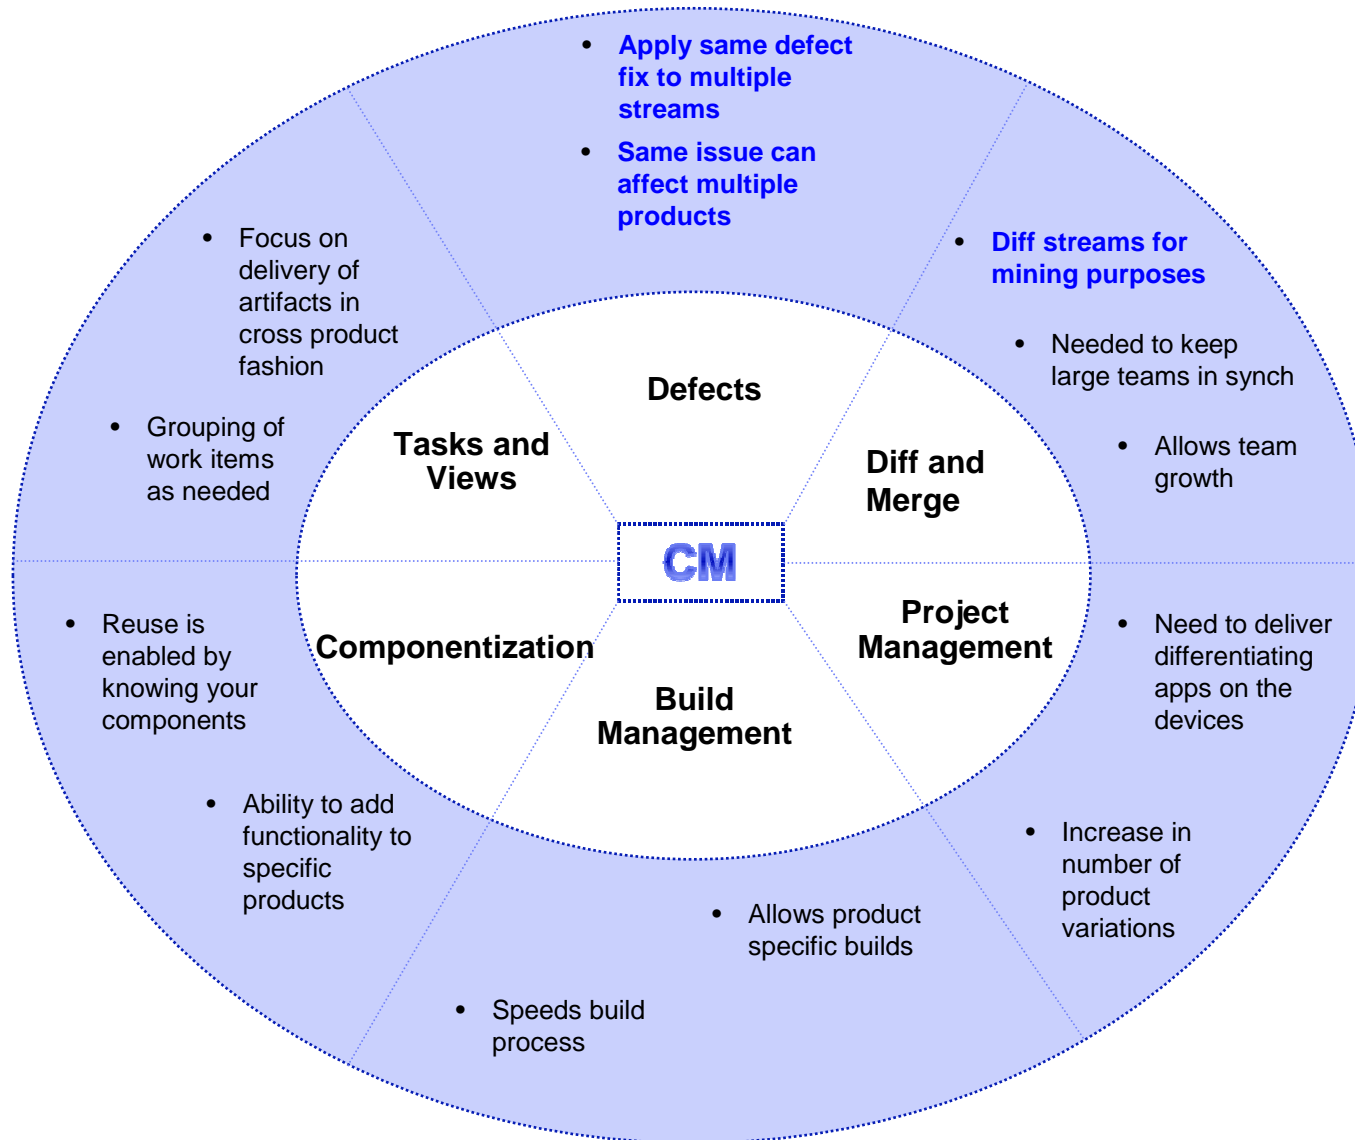 • Apply same defect
fix to multiple
streams
• Same issue can
affect multiple
products
• Focus on
delivery of
artifacts in
cross product
fashion
• Grouping of
work items
as needed
• Diff streams for
mining purposes
• Needed to keep
large teams in synch
• Allows team
growth
Defects
Tasks and
Views
Diff and
Merge
CM
Componentization
Build
Management
Project
Management
• Reuse is
enabled by
knowing your
components
• Ability to add
functionality to
specific
products
• Need to deliver
differentiating
apps on the
devices
• Increase in
number of
product
variations
• Allows product
specific builds
• Speeds build
process